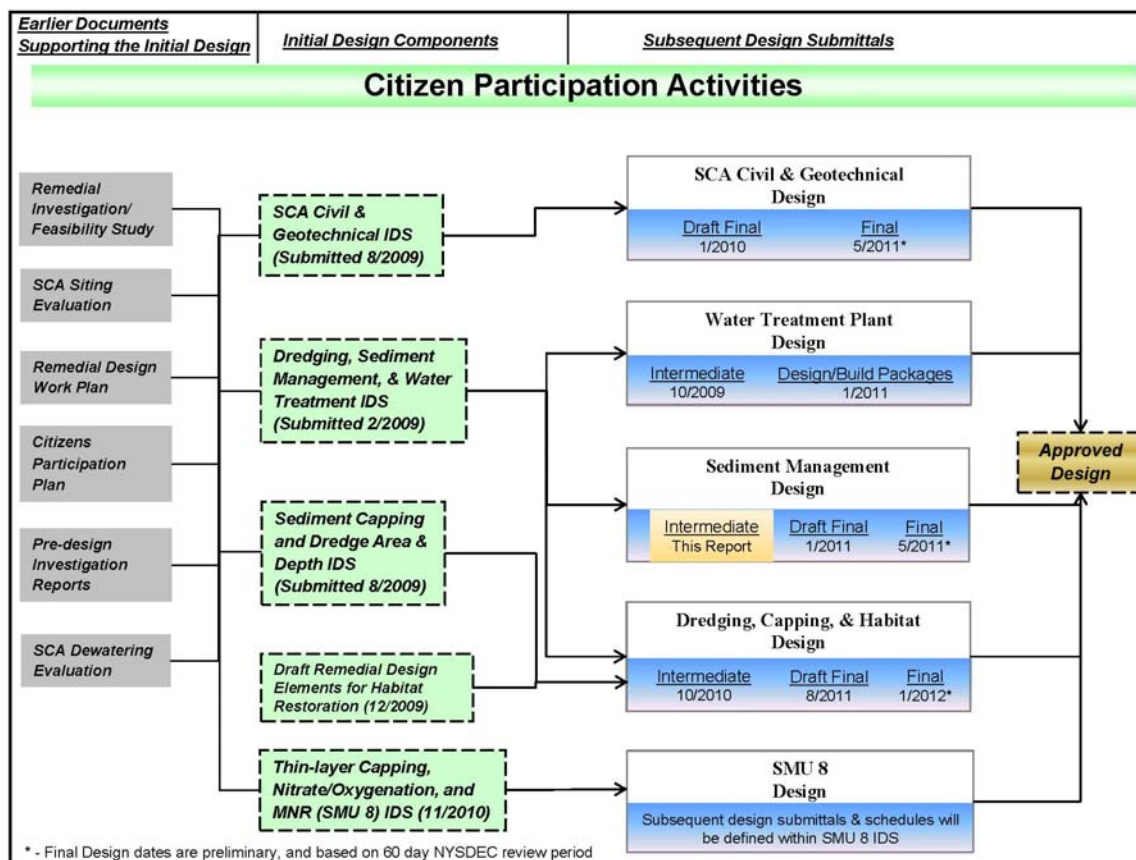 Earlier Documents
Supporting the Initial Design
Initial Design Components
Subsequent Design Submittals
Citizen Participation Activities
Remedial
Investigation/
Feasibility Study
SCA Siting
Evaluation
Remedial Design
Work Plan
Citizens
Participation
Plan
Pre-design
Investigation
Reports
SCA Dewatering
Evaluation
SCA Civil &
Geotechnical IDS
(Submitted 8/2009)
Dredging, Sediment
Management, & Water
Treatment IDS
(Submitted 2/2009)
Sediment Capping
and Dredge Area &
Depth IDS
(Submitted 8/2009)
Draft Remedial Design
Elements for Habitat
Restoration (12/2009)
Thin-layer Capping,
Nitrate/Oxygenation, and
MNR (SMU 8) IDS (11/2010)
SCA Civil & Geotechnical
Design
Draft Final Final
1/2010 5/2011*
Water Treatment Plant
Design
Intermediate Design/Build Packages
10/2009 1/2011
Sediment Management
Design
Intermediate Draft Final Final
This Report 1/2011 5/2011*
Dredging, Capping, & Habitat
Design
Intermediate Draft Final Final
10/2010 8/2011 1/2012*
SMU 8
Design
Subsequent design submittals & schedules will
be defined within SMU 8 IDS
Approved
Design
* - Final Design dates are preliminary, and based on 60 day NYSDEC review period